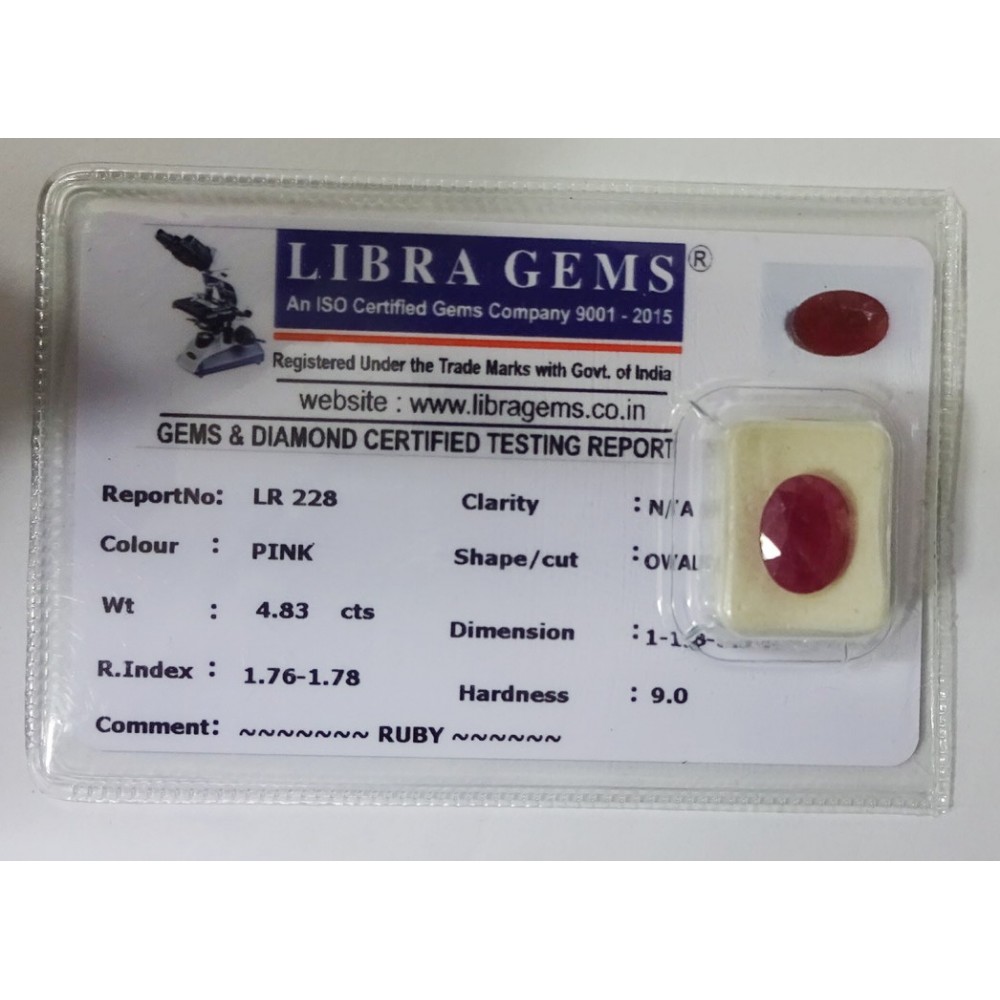 LIBRA GEMS®
An ISO Certified Gems Company 9001 - 2015
Registered Under the Trade Marks with Govt. of India
website : www.libragems.co.in
GEMS & DIAMOND CERTIFIED TESTING REPORT
ReportNo: LR 228
Clarity : N/A
Colour : PINK
Shape/cut : OWAL
Wt : 4.83 cts
Dimension :
R.Index : 1.76-1.78
Hardness : 9.0
Comment: ~~~~~~~ RUBY ~~~~~~